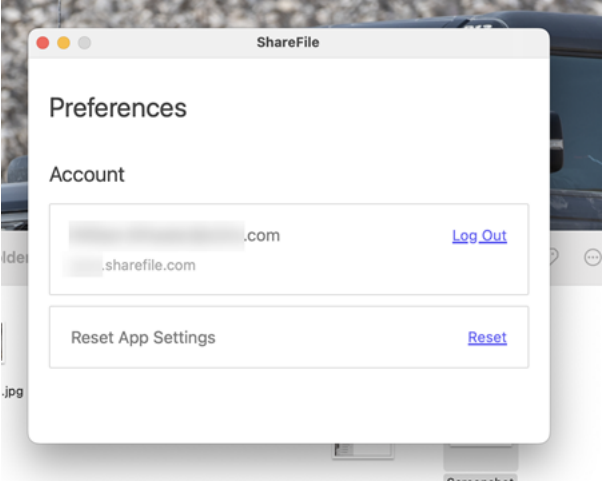 ShareFile
Preferences
Account
.com
Log Out
.sharefile.com
Reset App Settings
Reset
.jpg